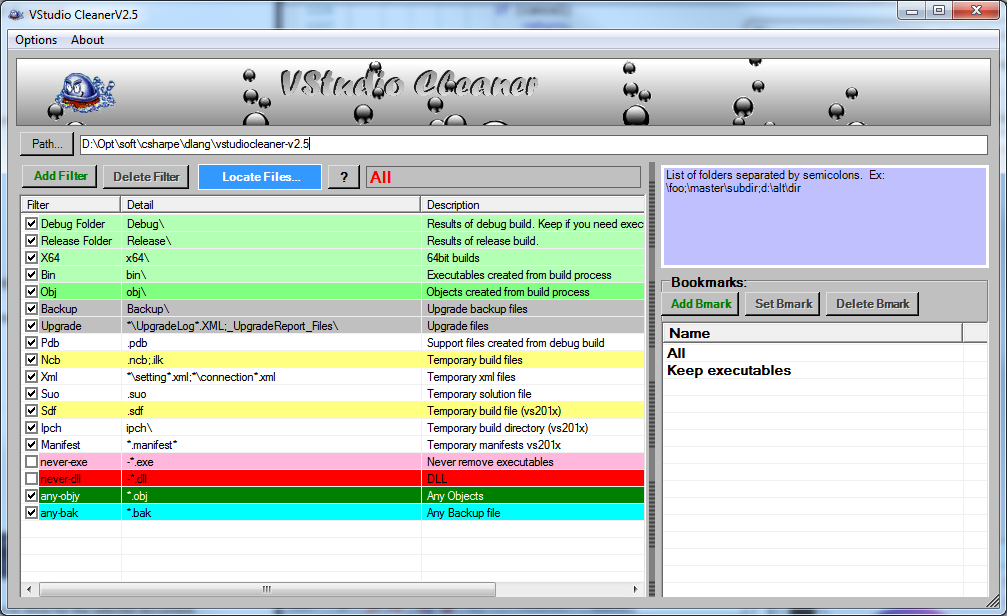 VStudio CleanerV2.5
Options About
VStudio Cleaner
Path... D:\Opt\soft\csharpe\dlang\vstudiocleaner-v2.5
Add Filter Delete Filter Locate Files... ? All
List of folders separated by semicolons. Ex:
\foo;\master\subdir;d:\alt\dir
Filter Detail Description
Debug Folder Debug\ Results of debug build. Keep if you need exec
Release Folder Release\ Results of release build.
X64 x64\ 64bit builds
Bin bin\ Executables created from build process
Obj obj\ Objects created from build process
Backup Backup\ Upgrade backup files
Upgrade *\UpgradeLog*.XML;_UpgradeReport_Files\ Upgrade files
Pdb .pdb Support files created from debug build
Ncb .ncb;.ilk Temporary build files
Xml *\setting*.xml;*\connection*.xml Temporary xml files
Suo .suo Temporary solution file
Sdf .sdf Temporary build file (vs201x)
Ipch ipch\ Temporary build directory (vs201x)
Manifest *.manifest* Temporary manifests vs201x
never-exe -*.exe Never remove executables
never-dll -*.dll DLL
any-objy *.obj Any Objects
any-bak *.bak Any Backup file
Bookmarks:
Add Bmark Set Bmark Delete Bmark
Name
All
Keep executables